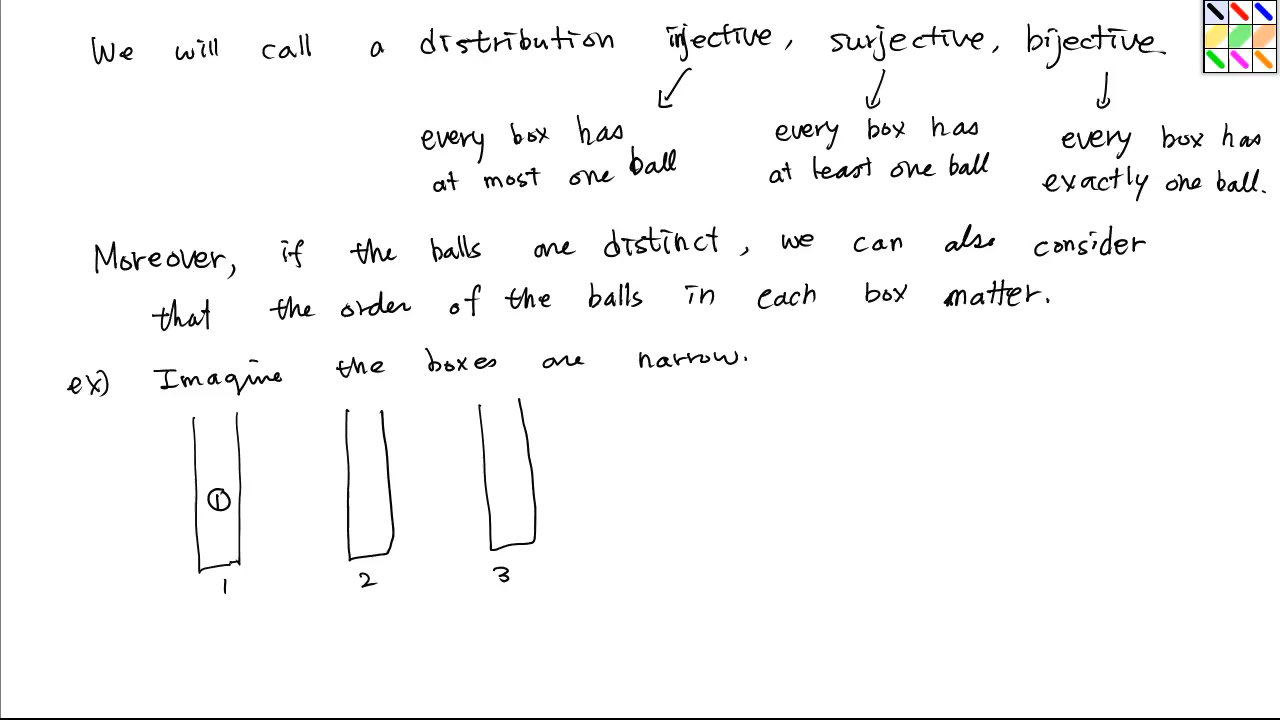 We will call a distribution injective, surjective, bijective
every box has
at most one ball
every box has
at least one ball
every box has
exactly one ball.
Moreover, if the balls are distinct, we can also consider
that the order of the balls in each box matter.
ex) Imagine the boxes are narrow.
①
1 2 3